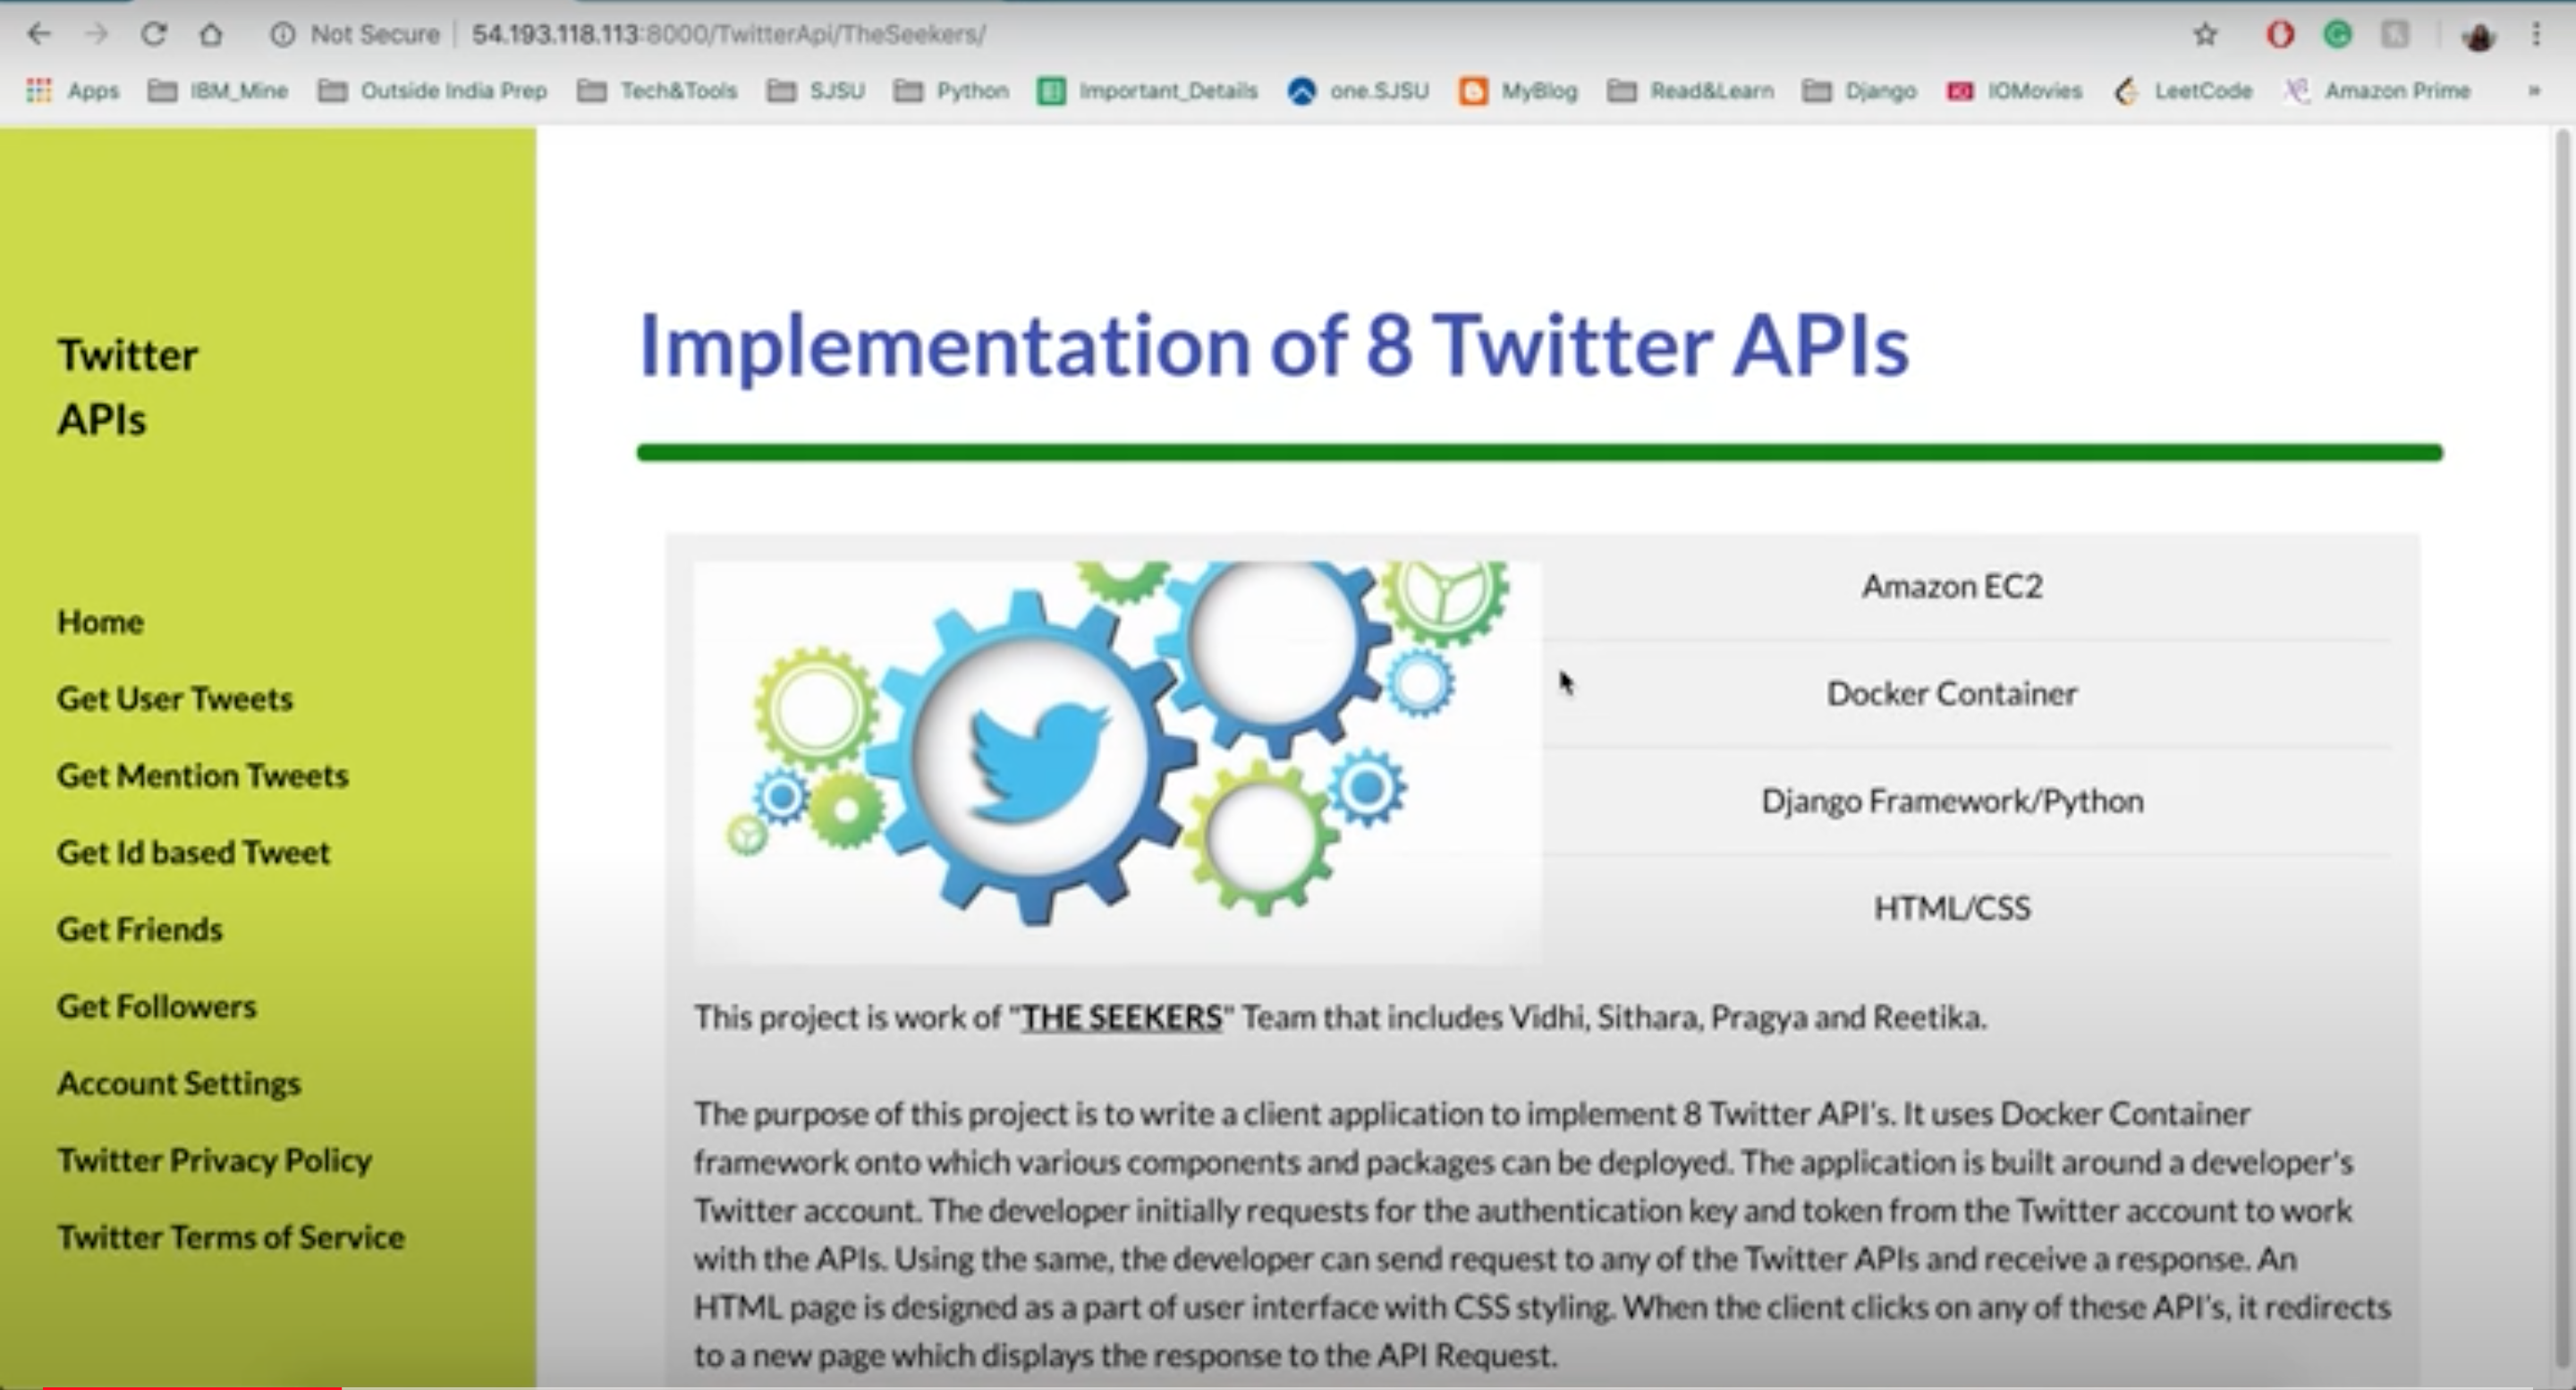 Not Secure | 54.193.118.113:8000/TwitterApi/TheSeekers/
Apps IBM_Mine Outside India Prep Tech&Tools SJSU Python Important_Details one.SJSU MyBlog Read&Learn Django IOMovies LeetCode Amazon Prime »
Twitter
APIs
Home
Get User Tweets
Get Mention Tweets
Get Id based Tweet
Get Friends
Get Followers
Account Settings
Twitter Privacy Policy
Twitter Terms of Service
Implementation of 8 Twitter APIs
Amazon EC2
Docker Container
Django Framework/Python
HTML/CSS
This project is work of "THE SEEKERS" Team that includes Vidhi, Sithara, Pragya and Reetika.
The purpose of this project is to write a client application to implement 8 Twitter API's. It uses Docker Container
framework onto which various components and packages can be deployed. The application is built around a developer's
Twitter account. The developer initially requests for the authentication key and token from the Twitter account to work
with the APIs. Using the same, the developer can send request to any of the Twitter APIs and receive a response. An
HTML page is designed as a part of user interface with CSS styling. When the client clicks on any of these API's, it redirects
to a new page which displays the response to the API Request.